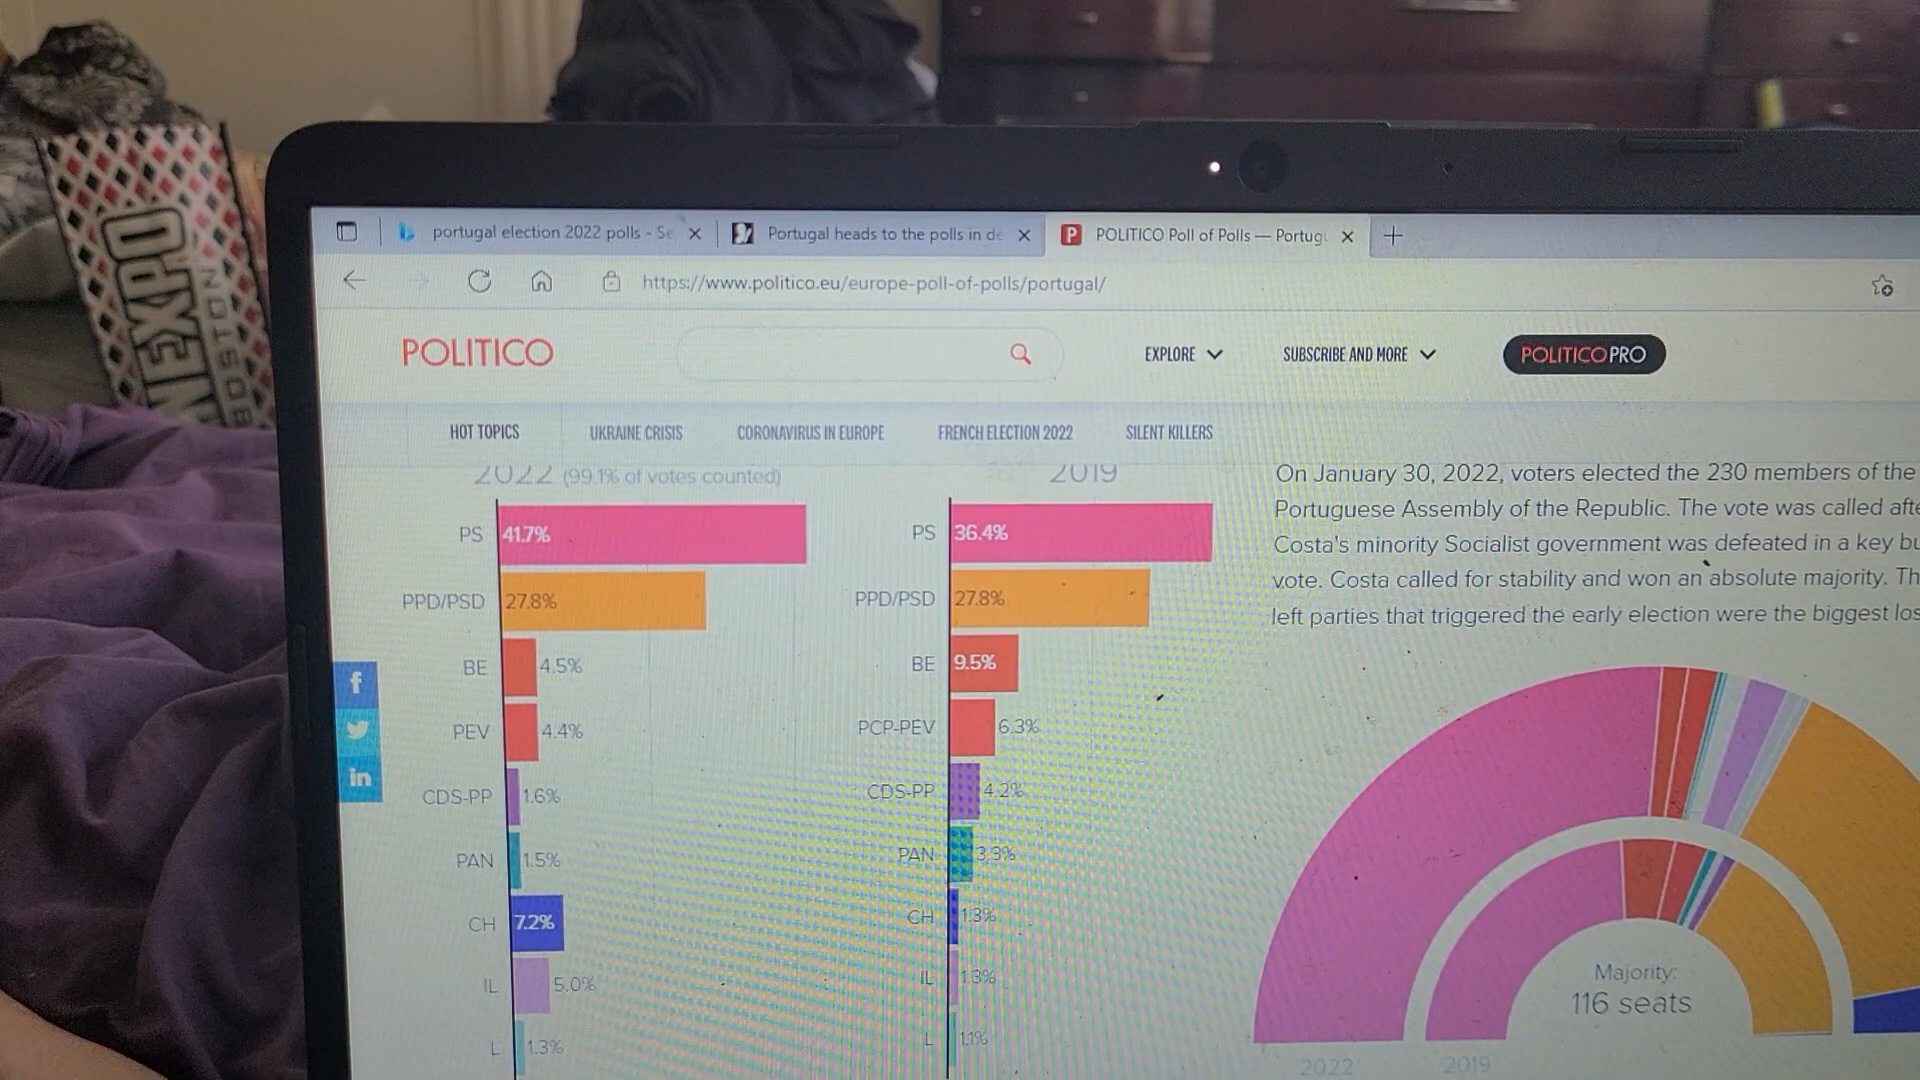 NEXPO
BOSTON
portugal election 2022 polls - Se
Portugal heads to the polls in de
POLITICO Poll of Polls — Portug
https://www.politico.eu/europe-poll-of-polls/portugal/
POLITICO
EXPLORE
SUBSCRIBE AND MORE
POLITICOPRO
HOT TOPICS
UKRAINE CRISIS
CORONAVIRUS IN EUROPE
FRENCH ELECTION 2022
SILENT KILLERS
2022 (99.1% of votes counted)
PS 41.7%
PPD/PSD 27.8%
BE 4.5%
PEV 4.4%
CDS-PP 1.6%
PAN 1.5%
CH 7.2%
IL 5.0%
L 1.3%
2019
PS 36.4%
PPD/PSD 27.8%
BE 9.5%
PCP-PEV 6.3%
CDS-PP 4.2%
PAN 3.3%
CH 1.3%
IL 1.3%
L 1.1%
On January 30, 2022, voters elected the 230 members of the
Portuguese Assembly of the Republic. The vote was called afte
Costa's minority Socialist government was defeated in a key bu
vote. Costa called for stability and won an absolute majority. Th
left parties that triggered the early election were the biggest los
Majority:
116 seats
2022
2019
f
in